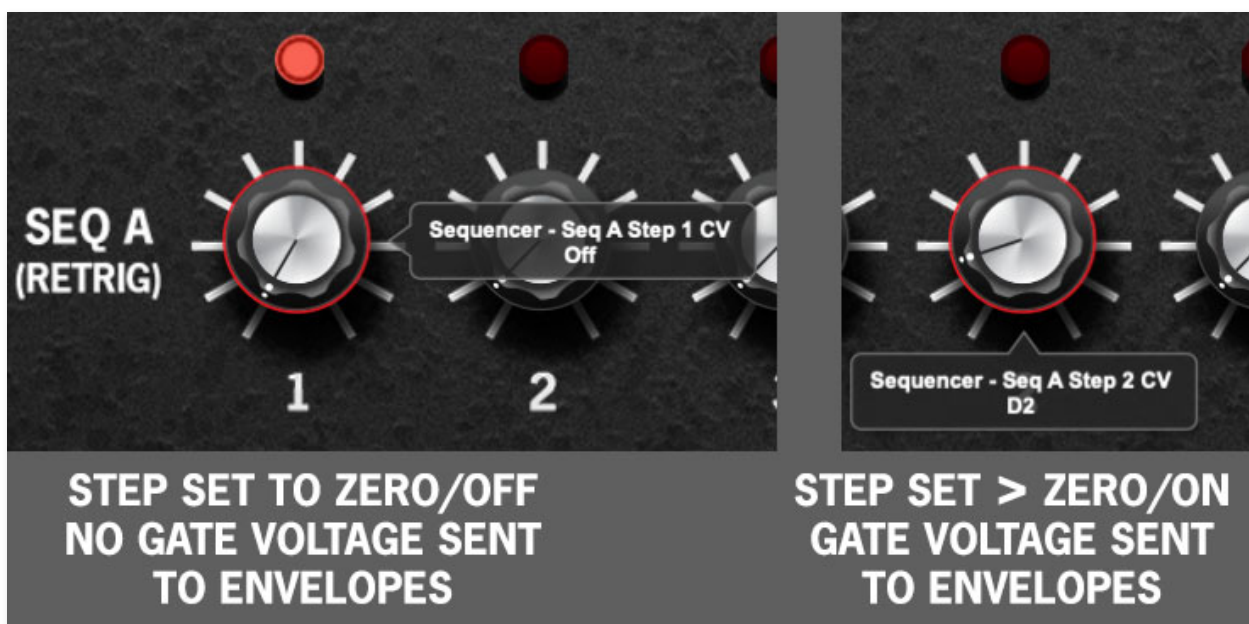 SEQ A
(RETRIG)
Sequencer - Seq A Step 1 CV
Off
1
2
Sequencer - Seq A Step 2 CV
D2
STEP SET TO ZERO/OFF
NO GATE VOLTAGE SENT
TO ENVELOPES
STEP SET > ZERO/ON
GATE VOLTAGE SENT
TO ENVELOPES